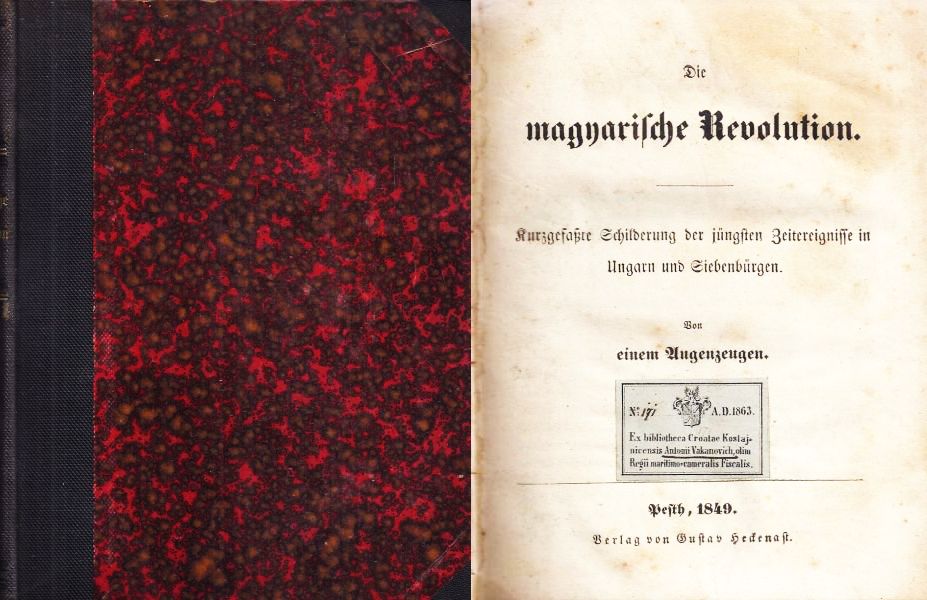 Die
magyarische Revolution.
Kurzgefaßte Schilderung der jüngsten Zeitereignisse in
Ungarn und Siebenbürgen.
Von
einem Augenzeugen.
No. A.D. 1863.
Ex bibliotheca Croatae Kostaj-
nicensis Antonii Vakanovich, olim
Regii maritimo-cameralis Fiscalis.
Pesth, 1849.
Verlag von Gustav Heckenast.